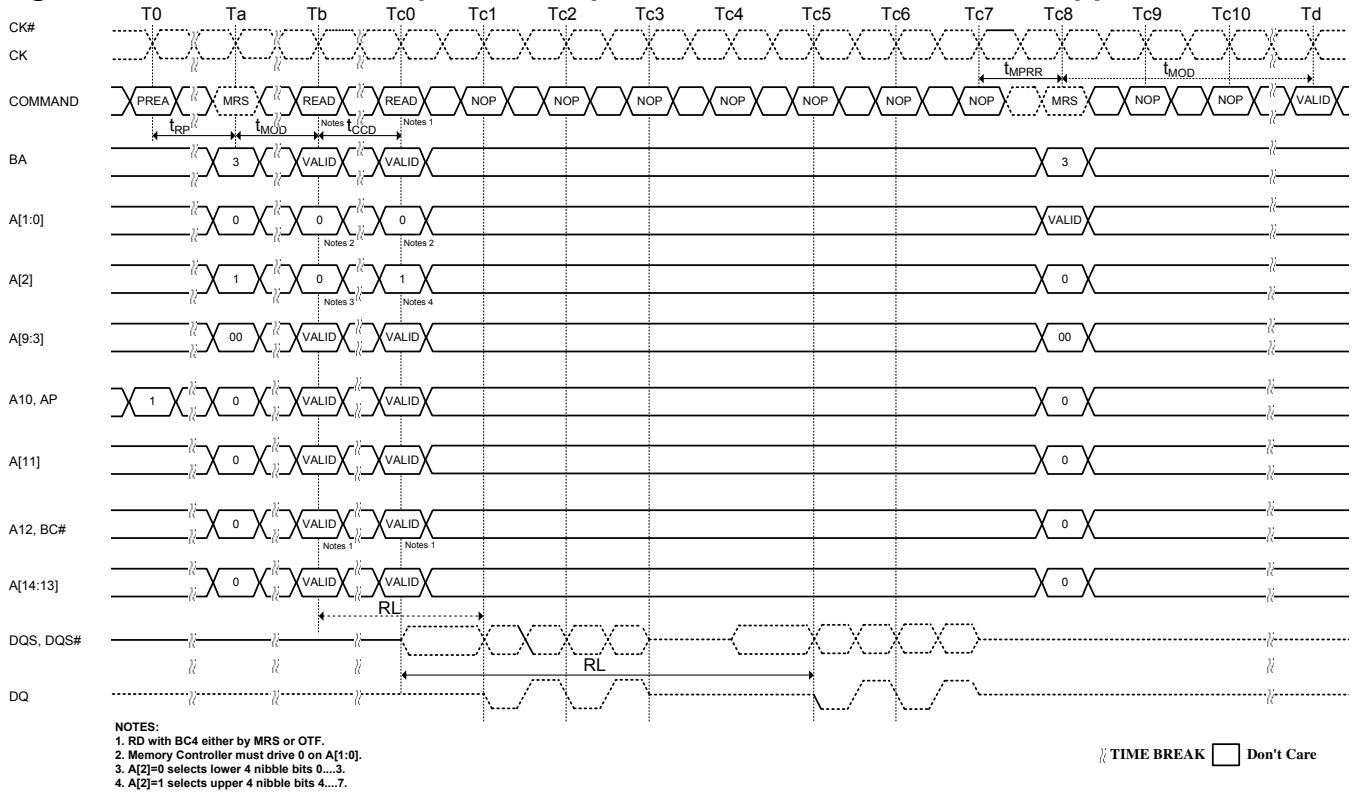 T0 Ta Tb Tc0 Tc1 Tc2 Tc3 Tc4 Tc5 Tc6 Tc7 Tc8 Tc9 Tc10 Td
CK#
CK
tMPRR tMOD
COMMAND PREA MRS READ READ NOP NOP NOP NOP NOP NOP NOP MRS NOP NOP VALID
Notes 1 Notes 1
tRP tMOD tCCD
BA 3 VALID VALID 3
A[1:0] 0 0 0 VALID
Notes 2 Notes 2
A[2] 1 0 1 0
Notes 3 Notes 4
A[9:3] 00 VALID VALID 00
A10, AP 1 0 VALID VALID 0
A[11] 0 VALID VALID 0
A12, BC# 0 VALID VALID 0
Notes 1 Notes 1
A[14:13] 0 VALID VALID 0
RL
DQS, DQS#
RL
DQ
NOTES:
1. RD with BC4 either by MRS or OTF.
2. Memory Controller must drive 0 on A[1:0].
3. A[2]=0 selects lower 4 nibble bits 0....3.
4. A[2]=1 selects upper 4 nibble bits 4....7.
TIME BREAK Don't Care